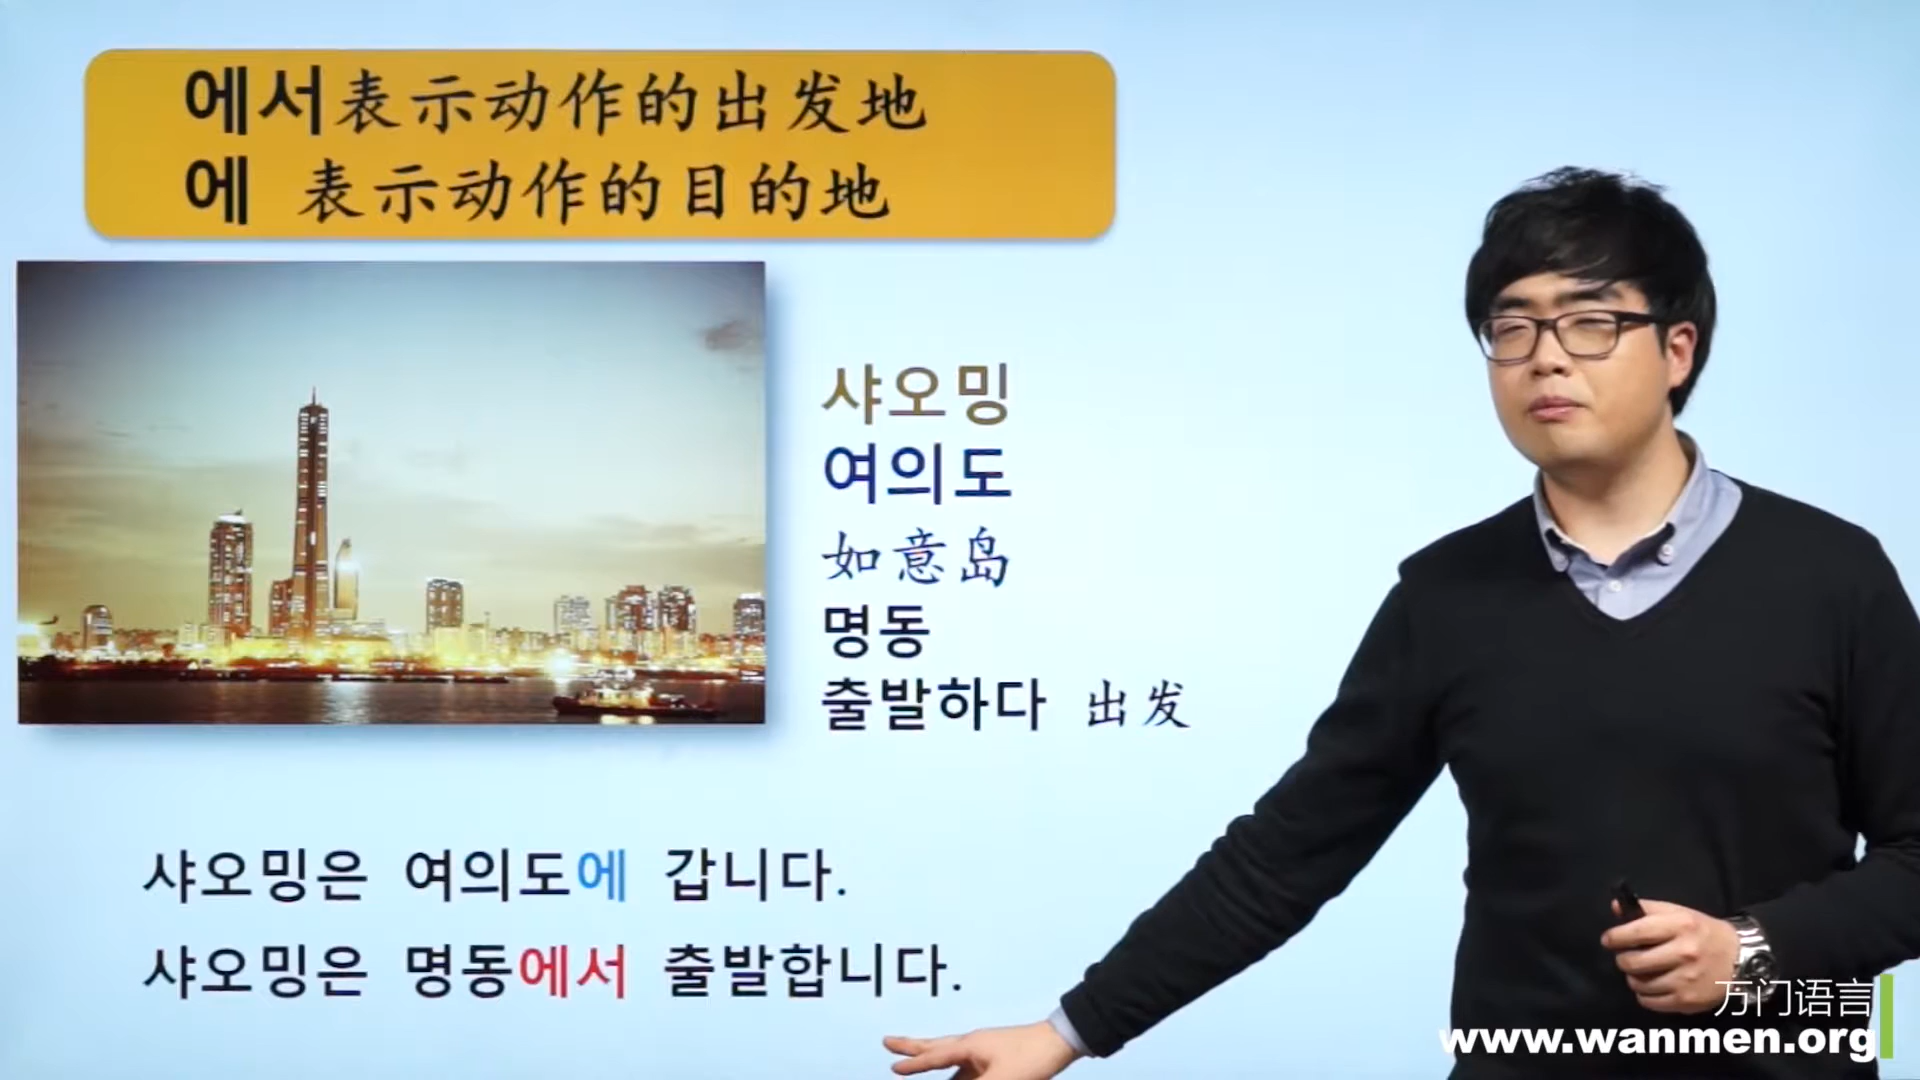 에서表示动作的出发地
에 表示动作的目的地
샤오밍
여의도
如意岛
명동
출발하다 出发
샤오밍은 여의도에 갑니다.
샤오밍은 명동에서 출발합니다.
万门语言
www.wanmen.org